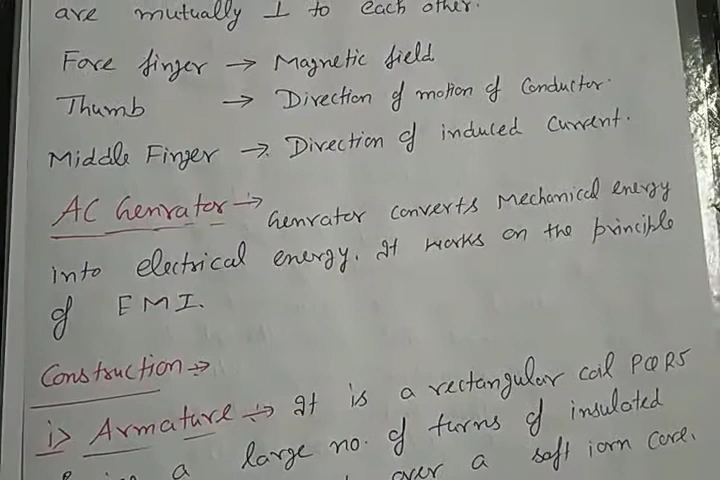 are mutually ⊥ to each other.
Fore finger → Magnetic field
Thumb → Direction of motion of Conductor.
Middle Finger → Direction of induced Current.
AC Genrator → Genrator converts Mechanical energy
into electrical energy. It works on the principle
of EMI.
Construction →
i> Armature → It is a rectangular coil PQRS
a large no. of turns of insulated
over a soft iorn Core.